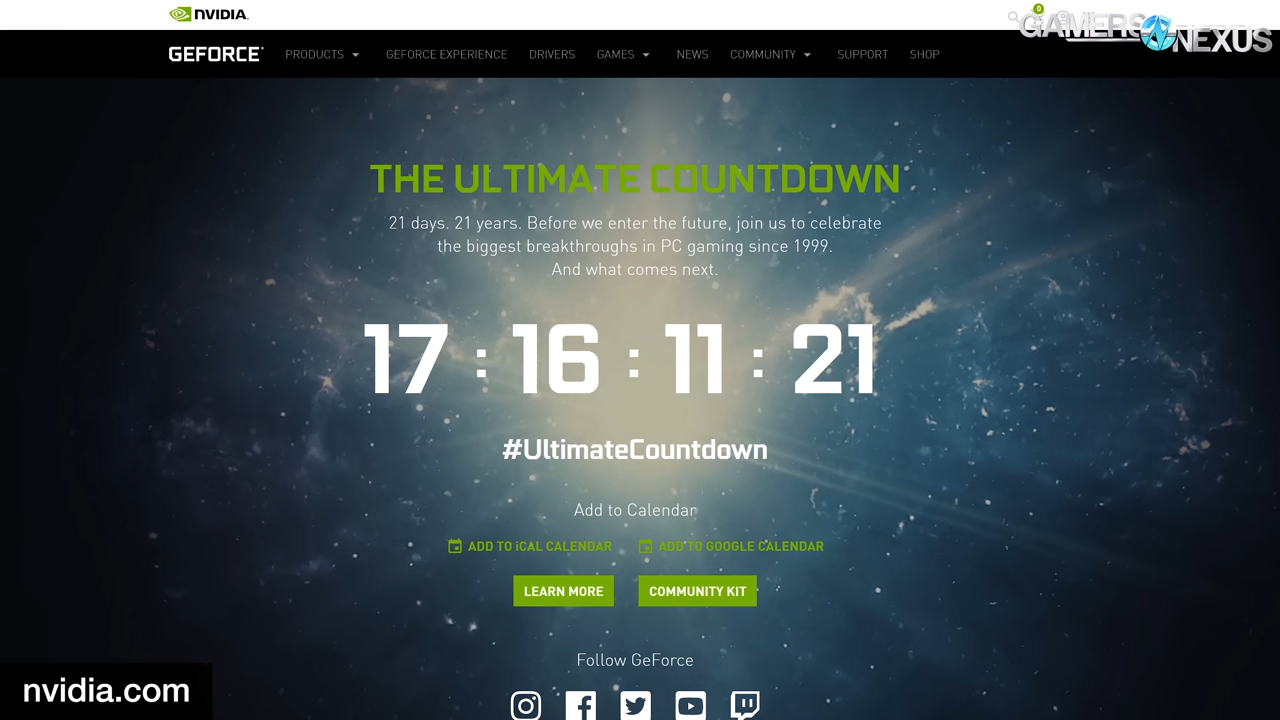 NVIDIA.
0
GAMERS NEXUS
GEFORCE
PRODUCTS
GEFORCE EXPERIENCE
DRIVERS
GAMES
NEWS
COMMUNITY
SUPPORT
SHOP
THE ULTIMATE COUNTDOWN
21 days. 21 years. Before we enter the future, join us to celebrate
the biggest breakthroughs in PC gaming since 1999.
And what comes next.
17 : 16 : 11 : 21
#UltimateCountdown
Add to Calendar
ADD TO iCAL CALENDAR
ADD TO GOOGLE CALENDAR
LEARN MORE
COMMUNITY KIT
Follow GeForce
nvidia.com